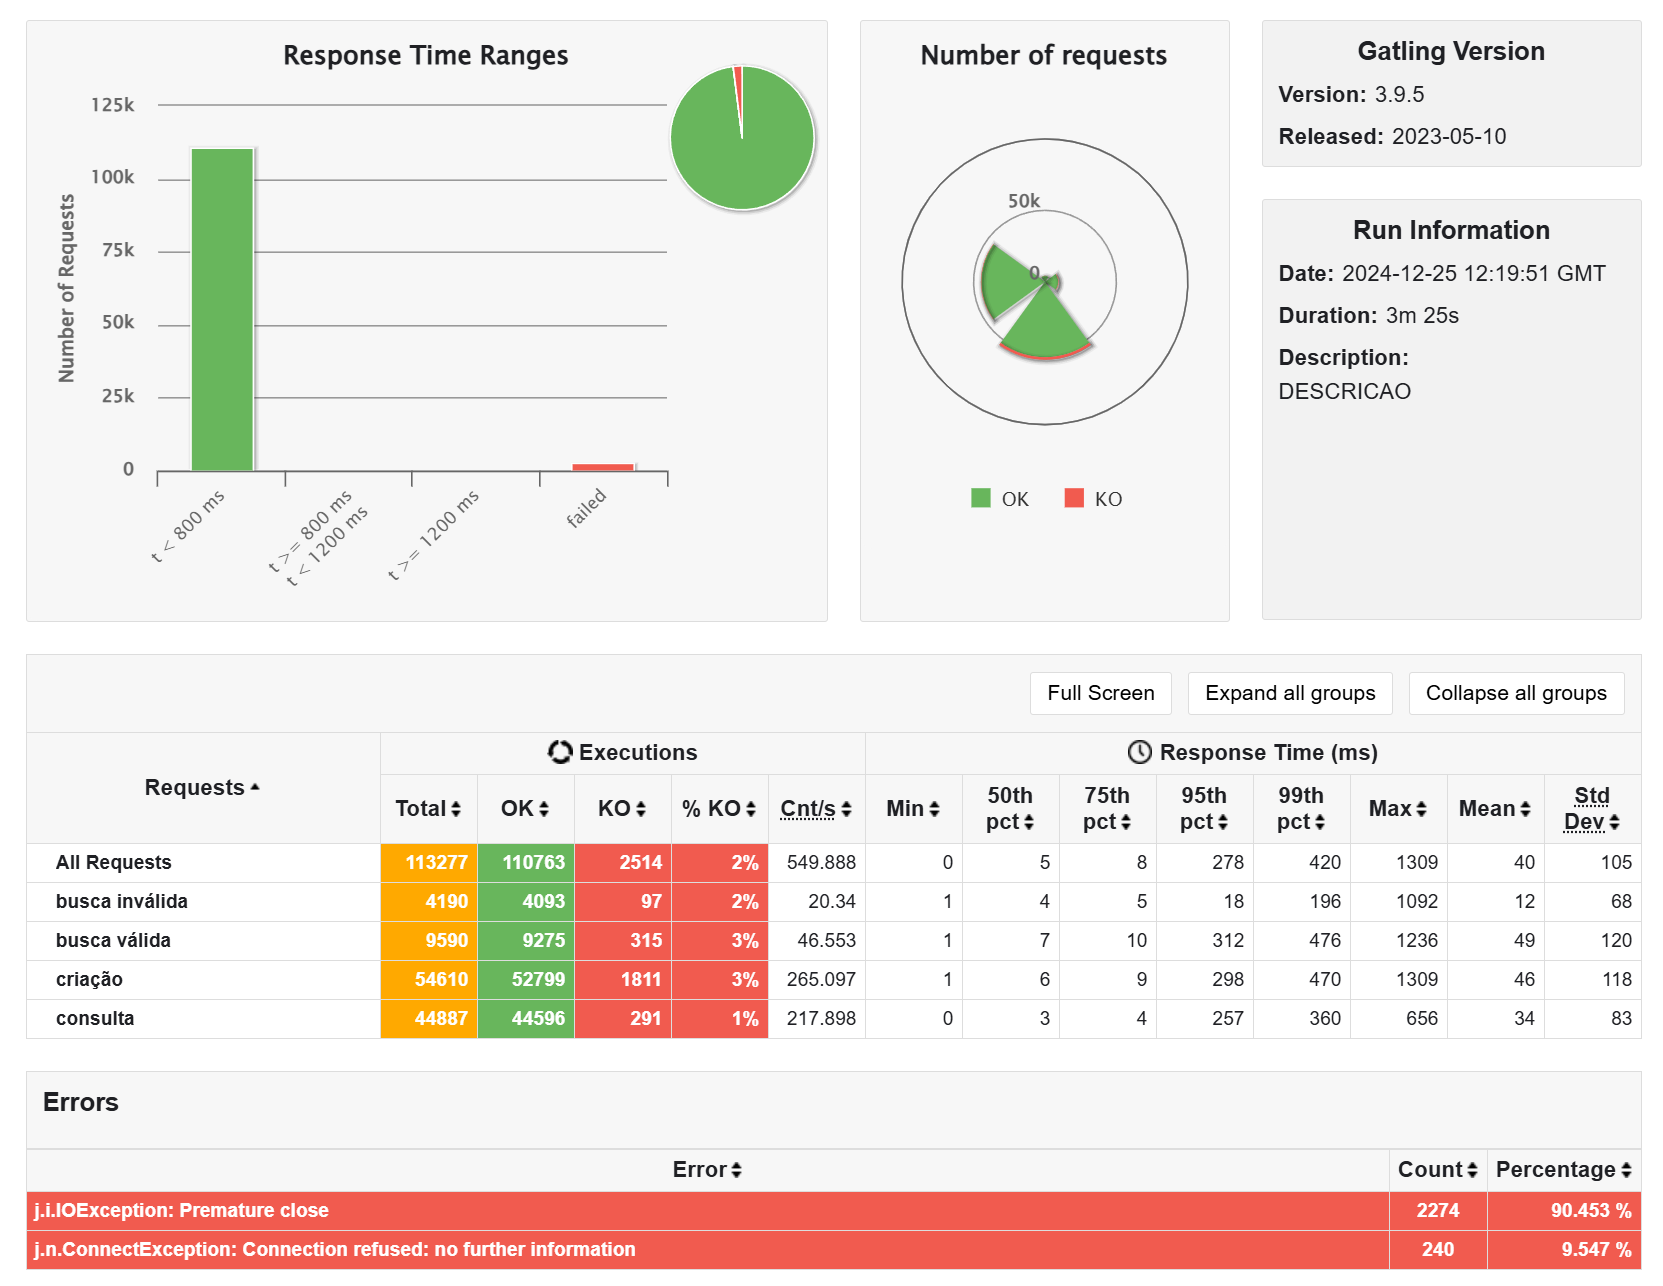 Response Time Ranges
125k
100k
75k
50k
25k
0
Number of Requests
t < 800 ms
t >= 800 ms
t < 1200 ms
t >= 1200 ms
failed
Number of requests
50k
0
OK KO
Gatling Version
Version: 3.9.5
Released: 2023-05-10
Run Information
Date: 2024-12-25 12:19:51 GMT
Duration: 3m 25s
Description:
DESCRICAO
Full Screen Expand all groups Collapse all groups
Requests Executions Response Time (ms)
Total OK KO % KO Cnt/s Min 50th pct 75th pct 95th pct 99th pct Max Mean Std Dev
All Requests 113277 110763 2514 2% 549.888 0 5 8 278 420 1309 40 105
busca inválida 4190 4093 97 2% 20.34 1 4 5 18 196 1092 12 68
busca válida 9590 9275 315 3% 46.553 1 7 10 312 476 1236 49 120
criação 54610 52799 1811 3% 265.097 1 6 9 298 470 1309 46 118
consulta 44887 44596 291 1% 217.898 0 3 4 257 360 656 34 83
Errors
Error Count Percentage
j.i.IOException: Premature close 2274 90.453 %
j.n.ConnectException: Connection refused: no further information 240 9.547 %